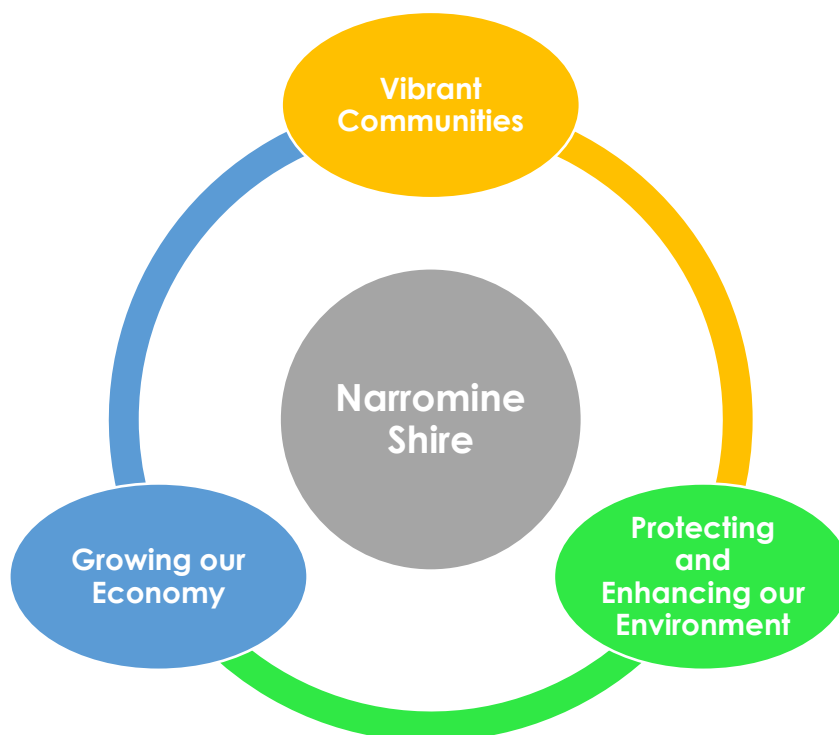 Vibrant
Communities
Narromine
Shire
Growing our
Economy
Protecting
and
Enhancing our
Environment